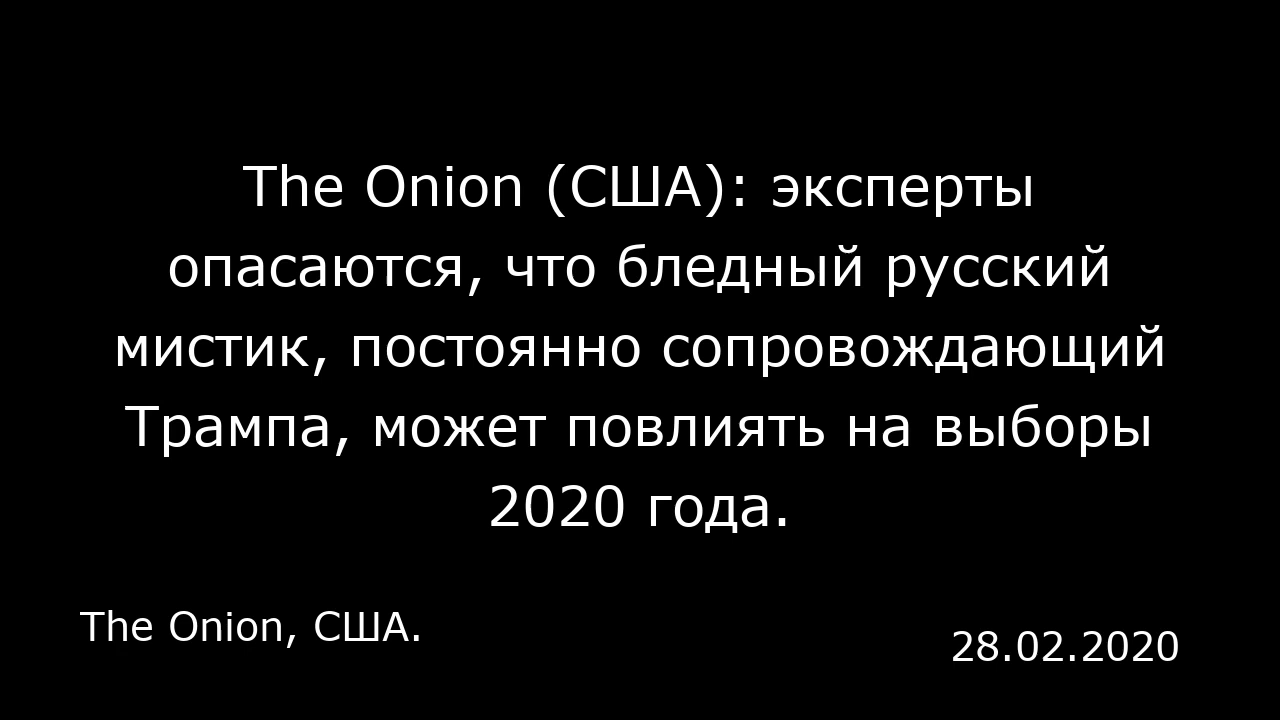 The Onion (США): эксперты
опасаются, что бледный русский
мистик, постоянно сопровождающий
Трампа, может повлиять на выборы
2020 года.
The Onion, США.
28.02.2020